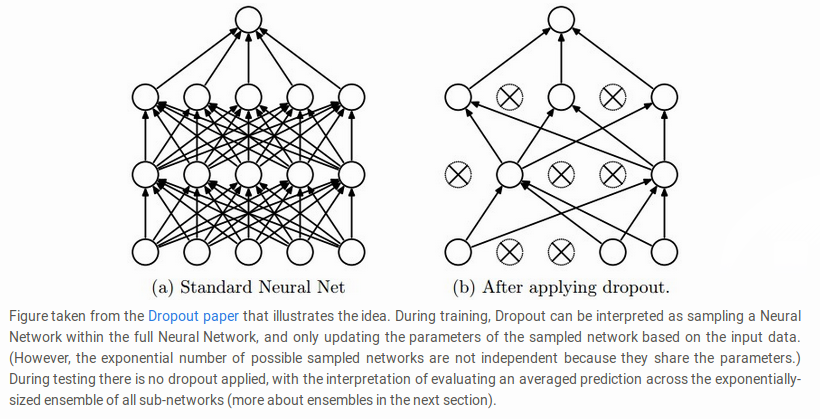 (a) Standard Neural Net
(b) After applying dropout.
Figure taken from the Dropout paper that illustrates the idea. During training, Dropout can be interpreted as sampling a Neural
Network within the full Neural Network, and only updating the parameters of the sampled network based on the input data.
(However, the exponential number of possible sampled networks are not independent because they share the parameters.)
During testing there is no dropout applied, with the interpretation of evaluating an averaged prediction across the exponentially-
sized ensemble of all sub-networks (more about ensembles in the next section).